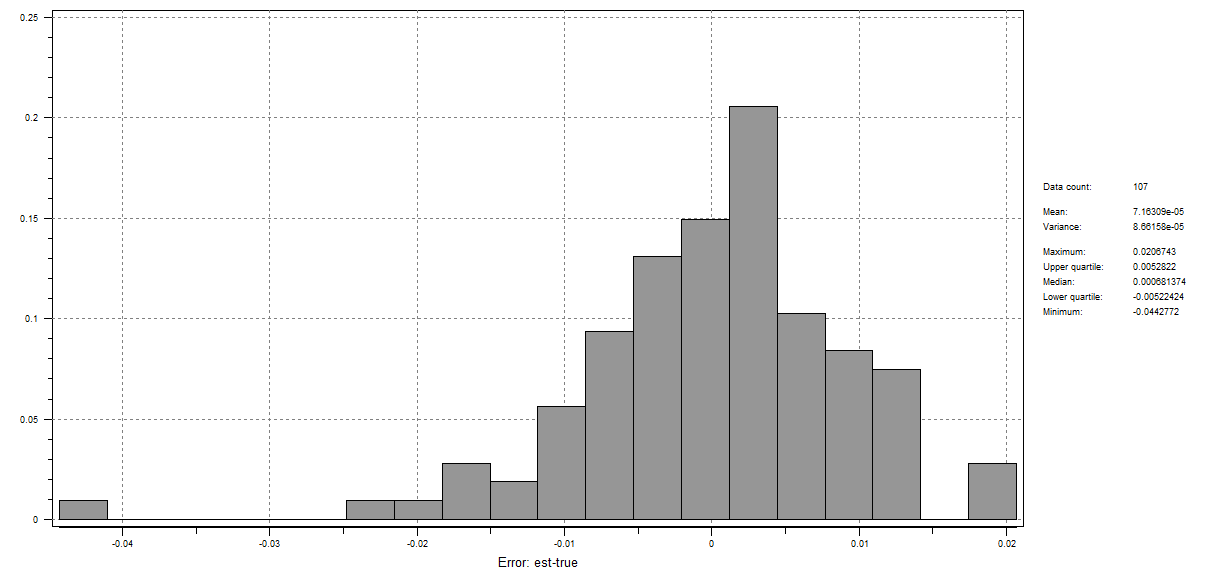 0.25
0.2
0.15
0.1
0.05
0
-0.04 -0.03 -0.02 -0.01 0 0.01 0.02
Error: est-true
Data count: 107
Mean: 7.16309e-05
Variance: 8.66158e-05
Maximum: 0.0206743
Upper quartile: 0.0052822
Median: 0.000681374
Lower quartile: -0.00522424
Minimum: -0.0442772